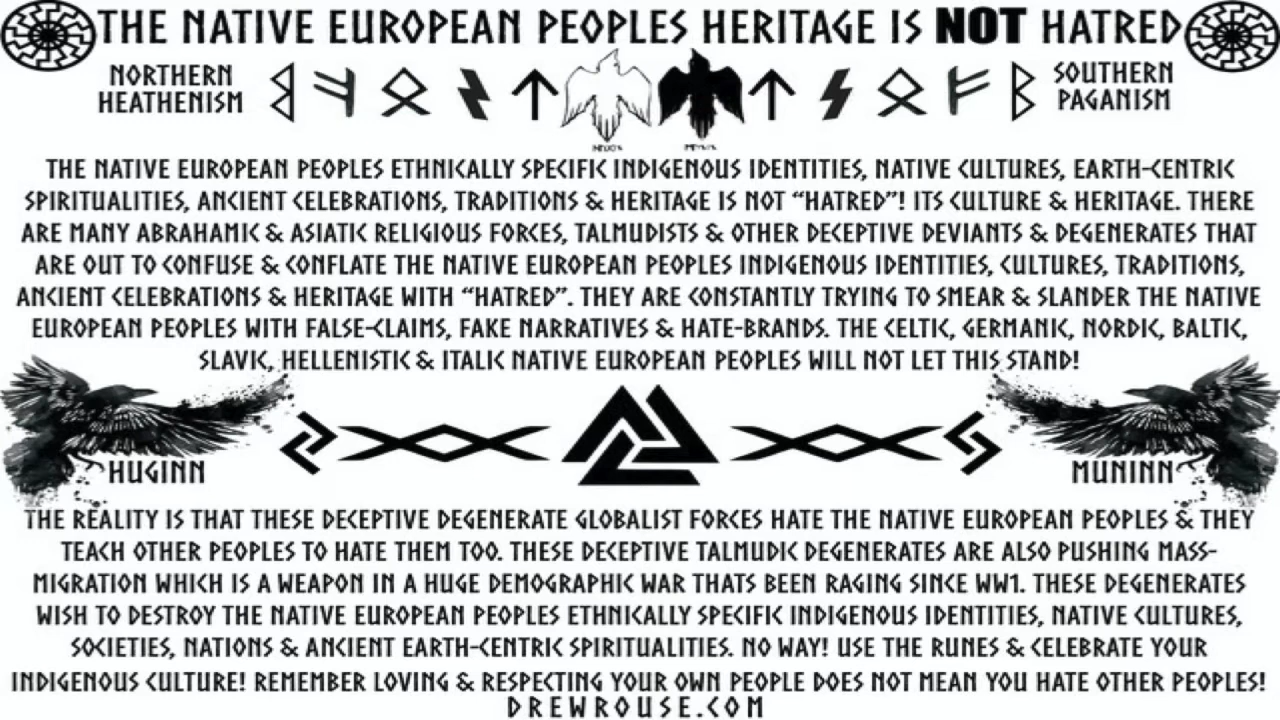 THE NATIVE EUROPEAN PEOPLES HERITAGE IS NOT HATRED
NORTHERN
HEATHENISM
SOUTHERN
PAGANISM
THE NATIVE EUROPEAN PEOPLES ETHNICALLY SPECIFIC INDIGENOUS IDENTITIES, NATIVE CULTURES, EARTH-CENTRIC
SPIRITUALITIES, ANCIENT CELEBRATIONS, TRADITIONS & HERITAGE IS NOT “HATRED”! ITS CULTURE & HERITAGE. THERE
ARE MANY ABRAHAMIC & ASIATIC RELIGIOUS FORCES, TALMUDISTS & OTHER DECEPTIVE DEVIANTS & DEGENERATES THAT
ARE OUT TO CONFUSE & CONFLATE THE NATIVE EUROPEAN PEOPLES INDIGENOUS IDENTITIES, CULTURES, TRADITIONS,
ANCIENT CELEBRATIONS & HERITAGE WITH “HATRED”. THEY ARE CONSTANTLY TRYING TO SMEAR & SLANDER THE NATIVE
EUROPEAN PEOPLES WITH FALSE-CLAIMS, FAKE NARRATIVES & HATE-BRANDS. THE CELTIC, GERMANIC, NORDIC, BALTIC,
SLAVIC, HELLENISTIC & ITALIC NATIVE EUROPEAN PEOPLES WILL NOT LET THIS STAND!
HUGINN
MUNINN
THE REALITY IS THAT THESE DECEPTIVE DEGENERATE GLOBALIST FORCES HATE THE NATIVE EUROPEAN PEOPLES & THEY
TEACH OTHER PEOPLES TO HATE THEM TOO. THESE DECEPTIVE TALMUDIC DEGENERATES ARE ALSO PUSHING MASS-
MIGRATION WHICH IS A WEAPON IN A HUGE DEMOGRAPHIC WAR THATS BEEN RAGING SINCE WW1. THESE DEGENERATES
WISH TO DESTROY THE NATIVE EUROPEAN PEOPLES ETHNICALLY SPECIFIC INDIGENOUS IDENTITIES, NATIVE CULTURES,
SOCIETIES, NATIONS & ANCIENT EARTH-CENTRIC SPIRITUALITIES. NO WAY! USE THE RUNES & CELEBRATE YOUR
INDIGENOUS CULTURE! REMEMBER LOVING & RESPECTING YOUR OWN PEOPLE DOES NOT MEAN YOU HATE OTHER PEOPLES!
DREWROUSE.COM